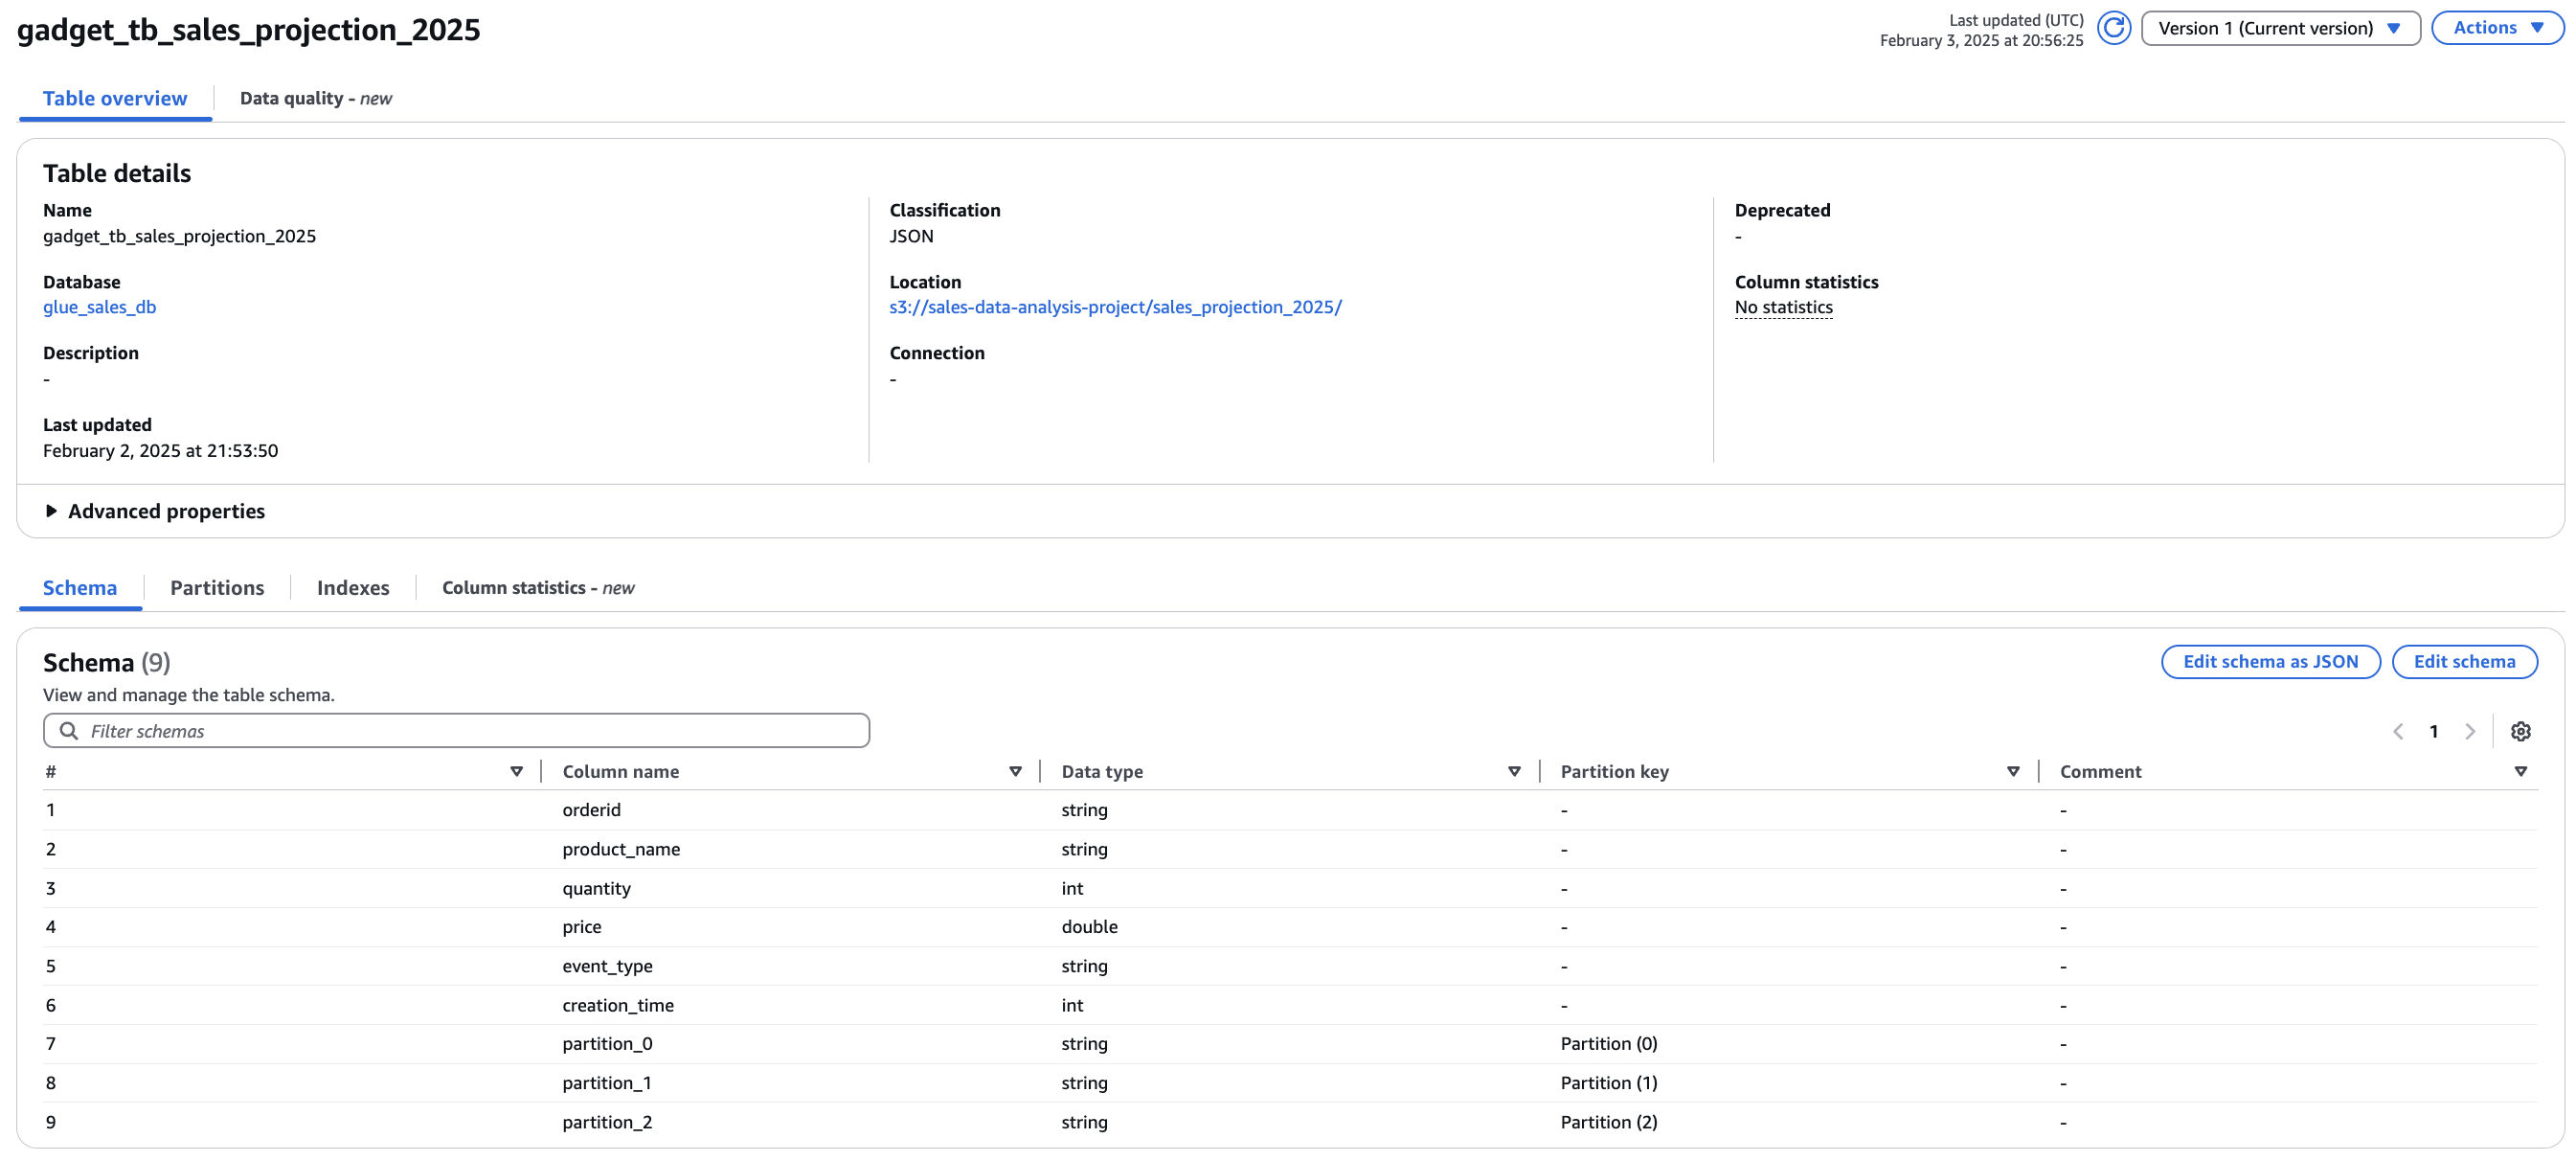 gadget_tb_sales_projection_2025
Last updated (UTC)
February 3, 2025 at 20:56:25
Version 1 (Current version)
Actions
Table overview
Data quality - new
Table details
Name
gadget_tb_sales_projection_2025
Database
glue_sales_db
Description
-
Last updated
February 2, 2025 at 21:53:50
Classification
JSON
Location
s3://sales-data-analysis-project/sales_projection_2025/
Connection
-
Deprecated
-
Column statistics
No statistics
Advanced properties
Schema Partitions Indexes Column statistics - new
Schema (9)
View and manage the table schema.
Edit schema as JSON
Edit schema
Filter schemas
1
# Column name Data type Partition key Comment
1 orderid string - -
2 product_name string - -
3 quantity int - -
4 price double - -
5 event_type string - -
6 creation_time int - -
7 partition_0 string Partition (0) -
8 partition_1 string Partition (1) -
9 partition_2 string Partition (2) -